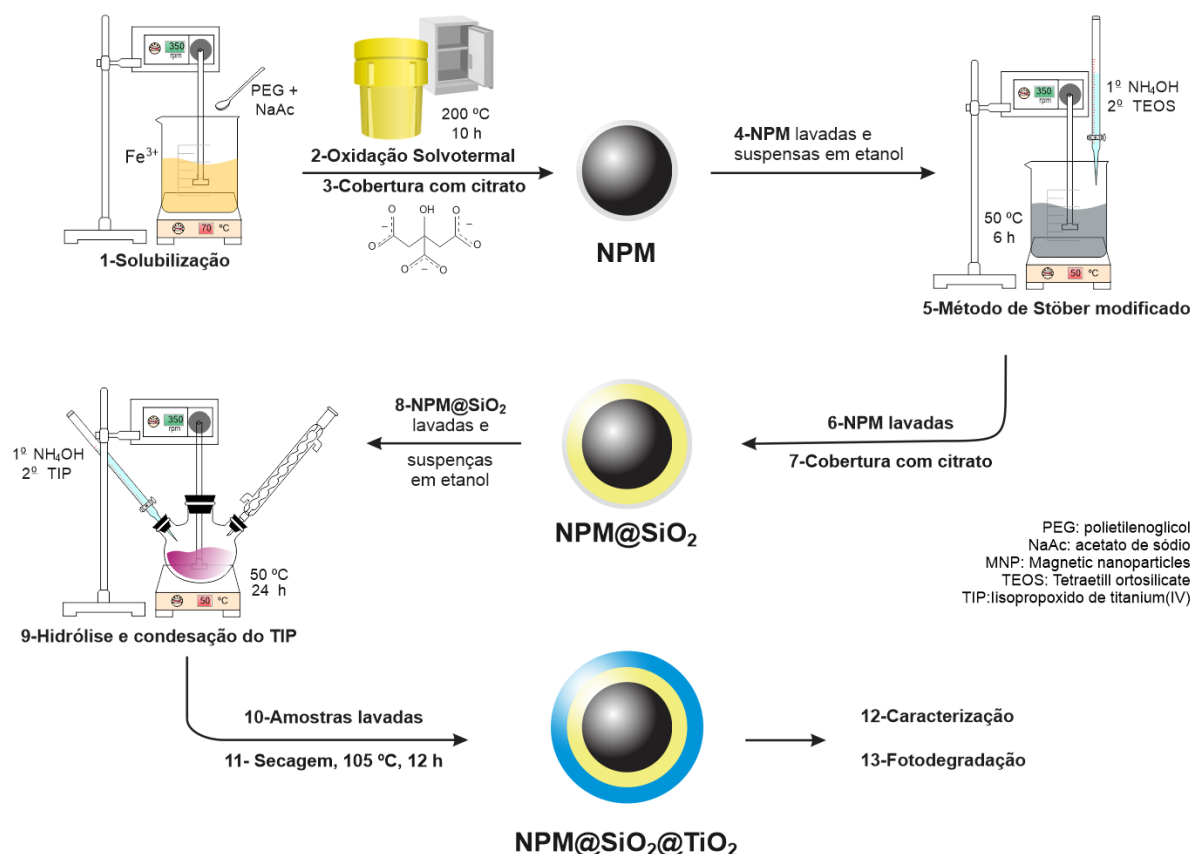 350
rpm
PEG +
NaAc
Fe³⁺
70 ºC
1-Solubilização
200 ºC
10 h
2-Oxidação Solvotermal
3-Cobertura com citrato
O
OH
O
O
O
O
O
NPM
4-NPM lavadas e
suspensas em etanol
350
rpm
1º NH₄OH
2º TEOS
50 ºC
6 h
50 ºC
5-Método de Stöber modificado
6-NPM lavadas
7-Cobertura com citrato
NPM@SiO₂
8-NPM@SiO₂
lavadas e
suspenças
em etanol
350
rpm
1º NH₄OH
2º TIP
50 ºC
24 h
50 ºC
9-Hidrólise e condesação do TIP
PEG: polietilenoglicol
NaAc: acetato de sódio
MNP: Magnetic nanoparticles
TEOS: Tetraetill ortosilicate
TIP:Iisopropoxido de titanium(IV)
10-Amostras lavadas
11- Secagem, 105 ºC, 12 h
NPM@SiO₂@TiO₂
12-Caracterização
13-Fotodegradação